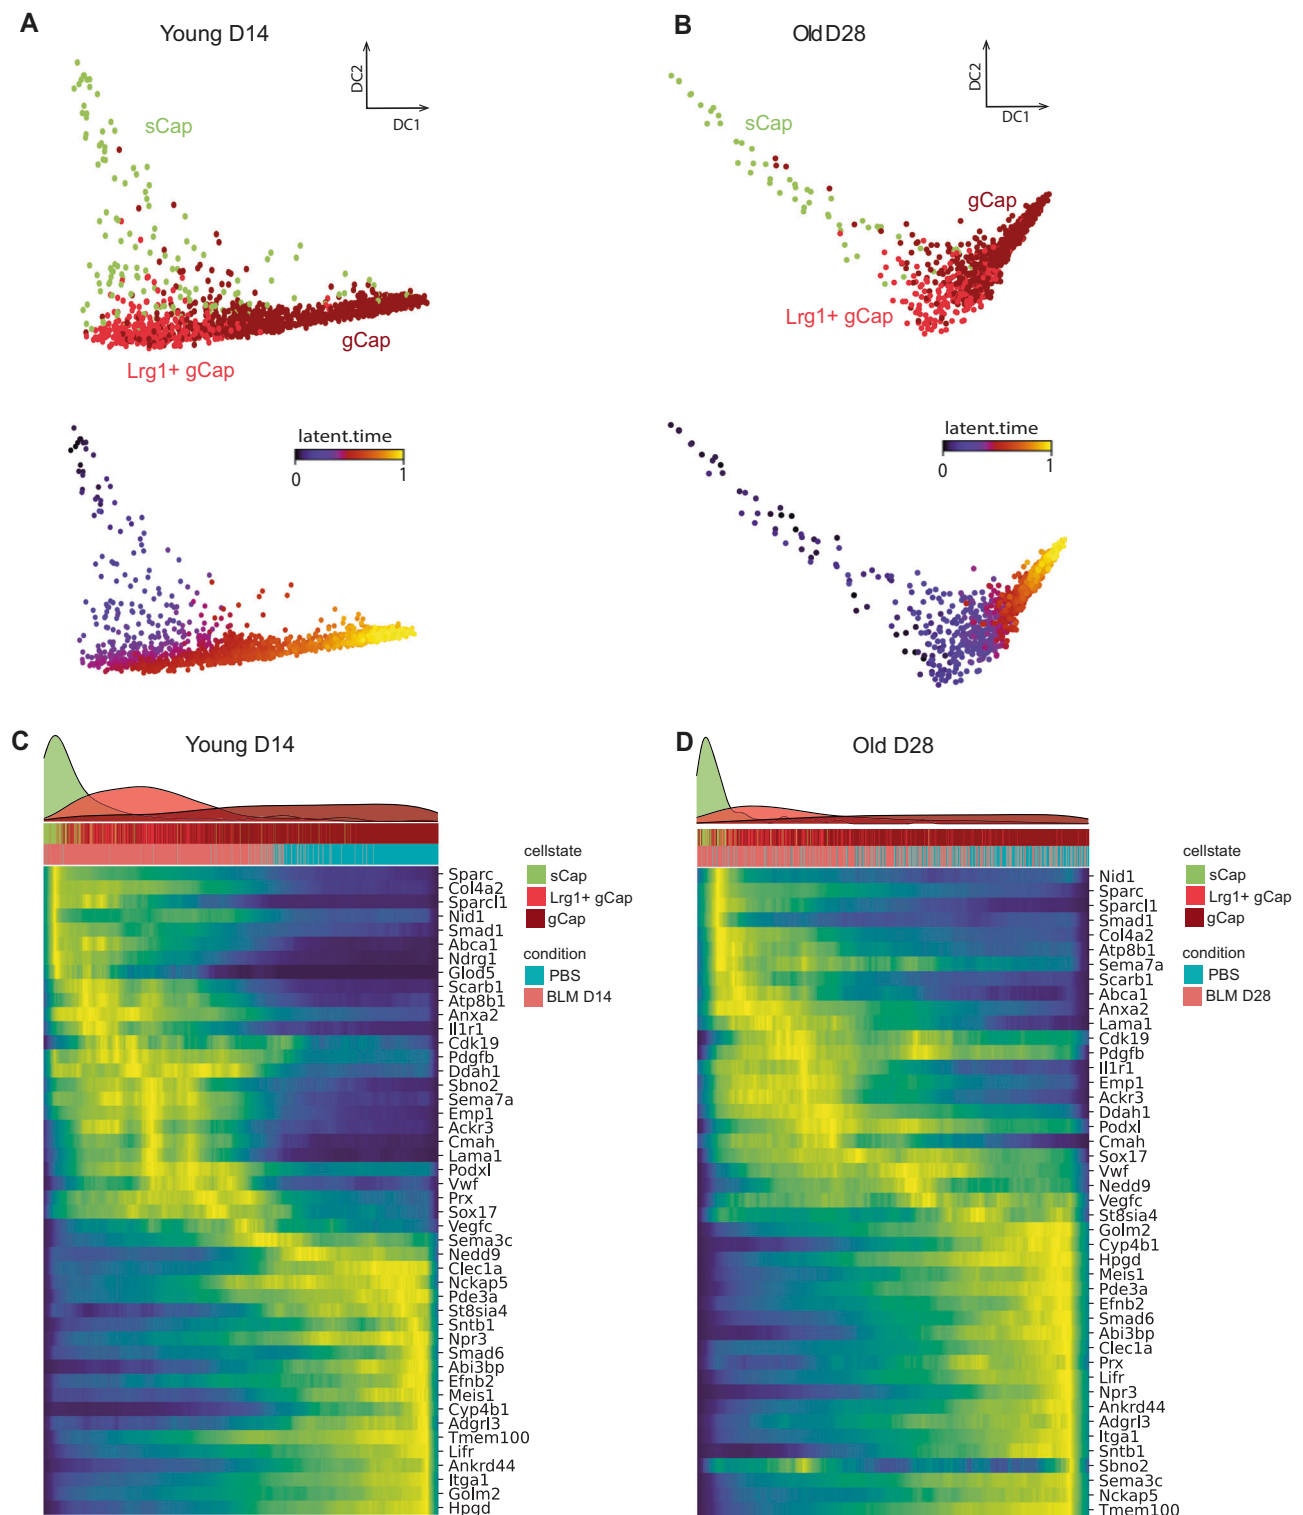 A
Young D14
DC2
DC1
sCap
gCap
Lrg1+ gCap
latent.time
0
1
B
Old D28
DC2
DC1
sCap
gCap
Lrg1+ gCap
latent.time
0
1
C
Young D14
Sparc
Col4a2
Sparcl1
Nid1
Smad1
Abca1
Ndrg1
Glod5
Scarb1
Atp8b1
Anxa2
Il1r1
Cdk19
Pdgfb
Ddah1
Sbno2
Sema7a
Emp1
Ackr3
Cmah
Lama1
Podxl
Vwf
Prx
Sox17
Vegfc
Sema3c
Nedd9
Clec1a
Nckap5
Pde3a
St8sia4
Sntb1
Npr3
Smad6
Abi3bp
Efnb2
Meis1
Cyp4b1
Adgrl3
Tmem100
Lifr
Ankrd44
Itga1
Golm2
Hpgd
cellstate
sCap
Lrg1+ gCap
gCap
condition
PBS
BLM D14
D
Old D28
Nid1
Sparc
Sparcl1
Smad1
Col4a2
Atp8b1
Sema7a
Scarb1
Abca1
Anxa2
Lama1
Cdk19
Pdgfb
Il1r1
Emp1
Ackr3
Ddah1
Podxl
Cmah
Sox17
Vwf
Nedd9
Vegfc
St8sia4
Golm2
Cyp4b1
Hpgd
Meis1
Pde3a
Efnb2
Smad6
Abi3bp
Clec1a
Prx
Lifr
Npr3
Ankrd44
Adgrl3
Itga1
Sntb1
Sbno2
Sema3c
Nckap5
Tmem100
cellstate
sCap
Lrg1+ gCap
gCap
condition
PBS
BLM D28